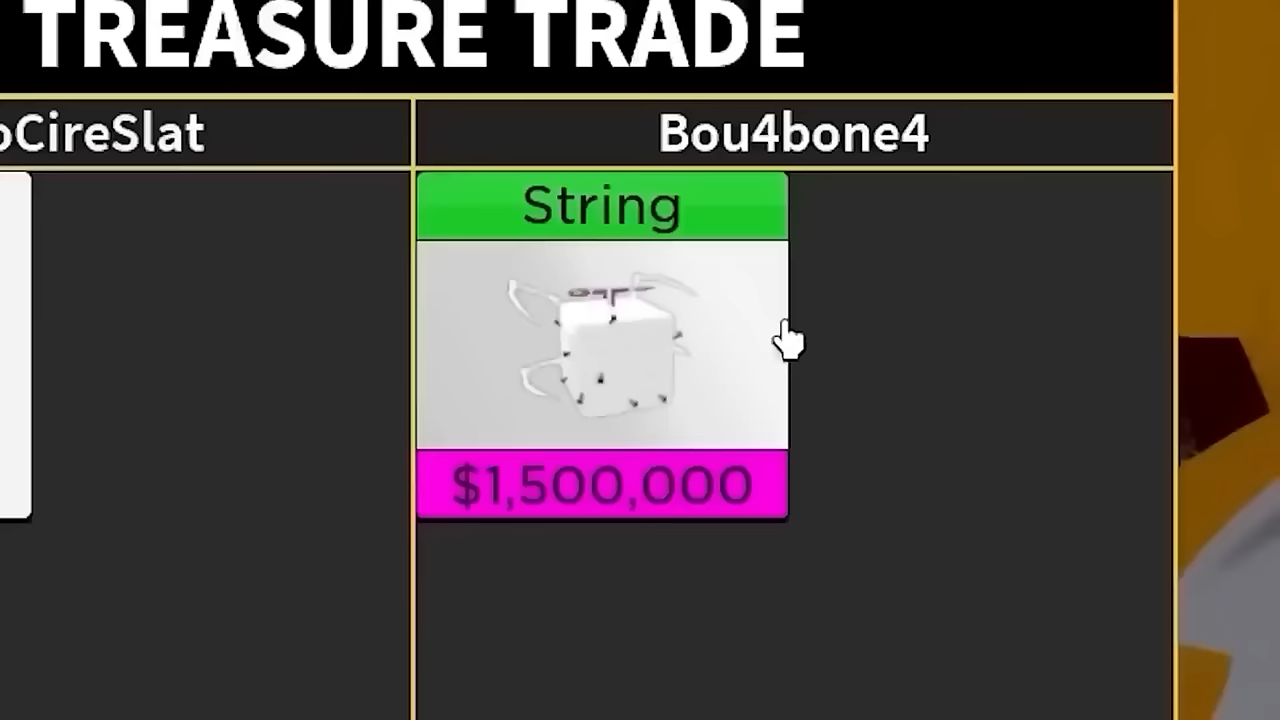 TREASURE TRADE
oCireSlat
Bou4bone4
String
$1,500,000